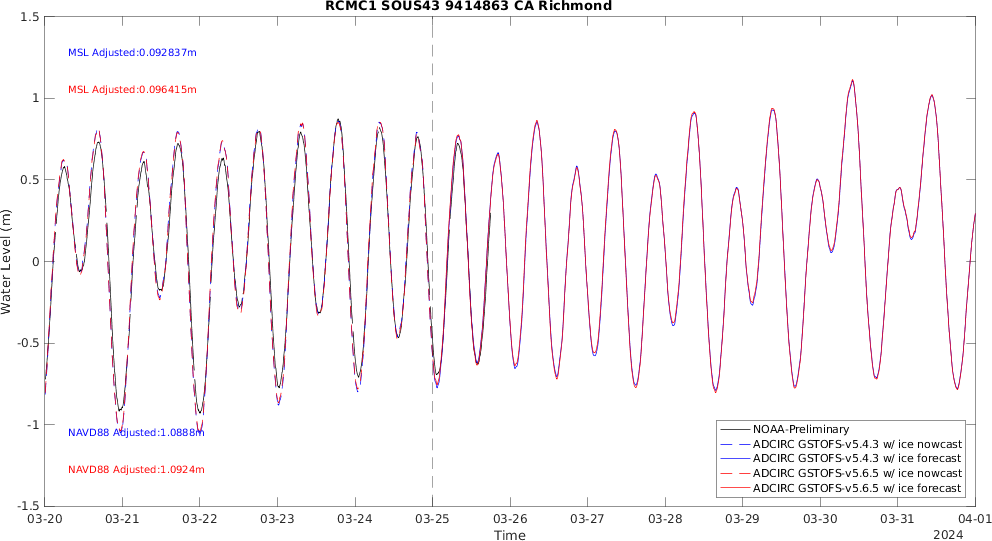 RCMC1 SOUS43 9414863 CA Richmond
1.5
MSL Adjusted:0.092837m
MSL Adjusted:0.096415m
1
0.5
0
Water Level (m)
-0.5
-1
NAVD88 Adjusted:1.0888m
NAVD88 Adjusted:1.0924m
-1.5
NOAA-Preliminary
ADCIRC GSTOFS-v5.4.3 w/ ice nowcast
ADCIRC GSTOFS-v5.4.3 w/ ice forecast
ADCIRC GSTOFS-v5.6.5 w/ ice nowcast
ADCIRC GSTOFS-v5.6.5 w/ ice forecast
03-20 03-21 03-22 03-23 03-24 03-25 03-26 03-27 03-28 03-29 03-30 03-31 04-01
Time
2024